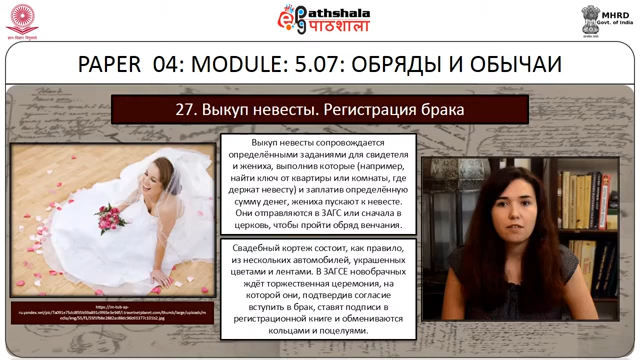 ePathshala
पाठशाला
MHRD
Govt. of India
PAPER 04: MODULE: 5.07: ОБРЯДЫ И ОБЫЧАИ
27. Выкуп невесты. Регистрация брака
Выкуп невесты сопровождается
определёнными заданиями для свидетеля
и жениха, выполнив которые (например,
найти ключ от квартиры или комнаты, где
держат невесту) и заплатив определённую
сумму денег, жениха пускают к невесте.
Они отправляются в ЗАГС или сначала в
церковь, чтобы пройти обряд венчания.
Свадебный кортеж состоит, как правило,
из нескольких автомобилей, украшенных
цветами и лентами. В ЗАГСЕ новобрачных
ждёт торжественная церемония, на
которой они, подтвердив согласие
вступить в брак, ставят подписи в
регистрационной книге и обмениваются
кольцами и поцелуями.